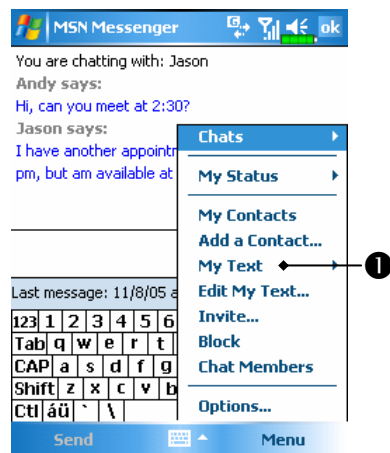 MSN Messenger
G
ok
You are chatting with: Jason
Andy says:
Hi, can you meet at 2:30?
Jason says:
I have another
pm, but am available at
Chats
My Status
My Contacts
Add a Contact...
My Text
1
Edit My Text...
Invite...
Block
Chat Members
Options...
Last message: 11/8/05
123 1 2 3 4 5 6
Tab q w e r t
CAP a s d f g
Shift z x c v b
Ctl áü ` \
Send
Menu